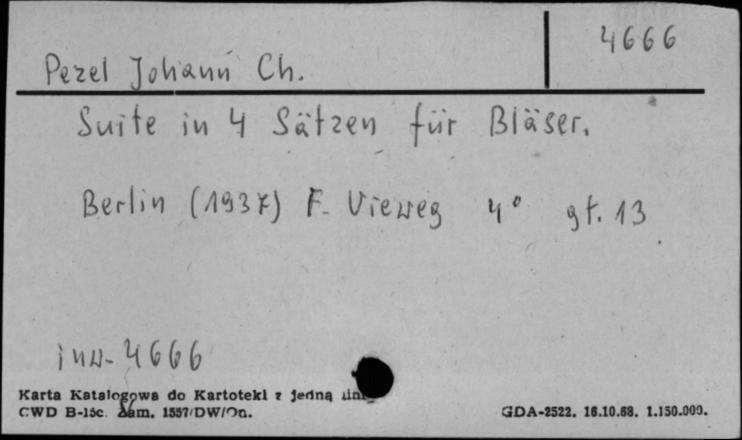 4666
Pezel Johann Ch.
Suite in 4 Sätzen für Bläser.
Berlin (1937) F. Vieweg 4° gt. 13
inw. 4666
Karta Katalogowa do Kartoteki z jedną
CWD B-15c. Zam. 1557/DW/On.
GDA-2522. 16.10.68. 1.150.000.